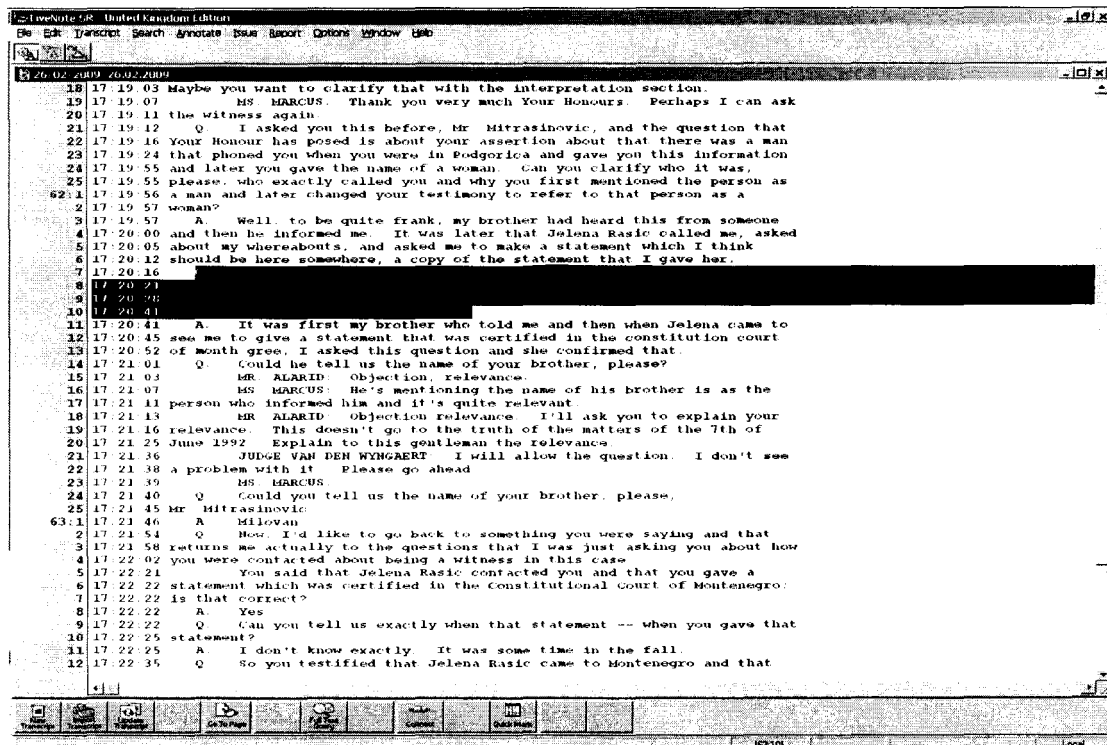 LiveNote SR - United Kingdom Edition
File Edit Transcript Search Annotate Issue Report Options Window Help
26-02-2009 26.02.2009
18 17:19:03 Maybe you want to clarify that with the interpretation section.
19 17:19:07 MS. MARCUS: Thank you very much Your Honours. Perhaps I can ask
20 17:19:11 the witness again.
21 17:19:12 Q. I asked you this before, Mr. Mitrasinovic, and the question that
22 17:19:16 Your Honour has posed is about your assertion about that there was a man
23 17:19:24 that phoned you when you were in Podgorica and gave you this information
24 17:19:55 and later you gave the name of a woman. Can you clarify who it was,
25 17:19:55 please, who exactly called you and why you first mentioned the person as
62:1 17:19:56 a man and later changed your testimony to refer to that person as a
2 17:19:57 woman?
3 17:19:57 A. Well, to be quite frank, my brother had heard this from someone
4 17:20:00 and then he informed me. It was later that Jelena Rasic called me, asked
5 17:20:05 about my whereabouts, and asked me to make a statement which I think
6 17:20:12 should be here somewhere, a copy of the statement that I gave her.
7 17:20:16
8 17:20:21
9 17:20:28
10 17:20:41
11 17:20:41 A. It was first my brother who told me and then when Jelena came to
12 17:20:45 see me to give a statement that was certified in the constitution court
13 17:20:52 of month gree, I asked this question and she confirmed that.
14 17:21:01 Q. Could he tell us the name of your brother, please?
15 17:21:03 MR. ALARID: Objection, relevance.
16 17:21:07 MS. MARCUS: He's mentioning the name of his brother is as the
17 17:21:11 person who informed him and it's quite relevant.
18 17:21:13 MR. ALARID: Objection relevance. I'll ask you to explain your
19 17:21:16 relevance. This doesn't go to the truth of the matters of the 7th of
20 17:21:25 June 1992. Explain to this gentleman the relevance.
21 17:21:36 JUDGE VAN DEN WYNGAERT: I will allow the question. I don't see
22 17:21:38 a problem with it. Please go ahead.
23 17:21:39 MS. MARCUS:
24 17:21:40 Q. Could you tell us the name of your brother, please,
25 17:21:45 Mr. Mitrasinovic.
63:1 17:21:46 A. Milovan
2 17:21:54 Q. Now, I'd like to go back to something you were saying and that
3 17:21:58 returns me actually to the questions that I was just asking you about how
4 17:22:02 you were contacted about being a witness in this case.
5 17:22:21 You said that Jelena Rasic contacted you and that you gave a
6 17:22:22 statement which was certified in the Constitutional Court of Montenegro;
7 17:22:22 is that correct?
8 17:22:22 A. Yes
9 17:22:22 Q. Can you tell us exactly when that statement -- when you gave that
10 17:22:25 statement?
11 17:22:25 A. I don't know exactly. It was some time in the fall.
12 17:22:35 Q. So you testified that Jelena Rasic came to Montenegro and that
Go To Page Full Text Context Quick Mark
Local